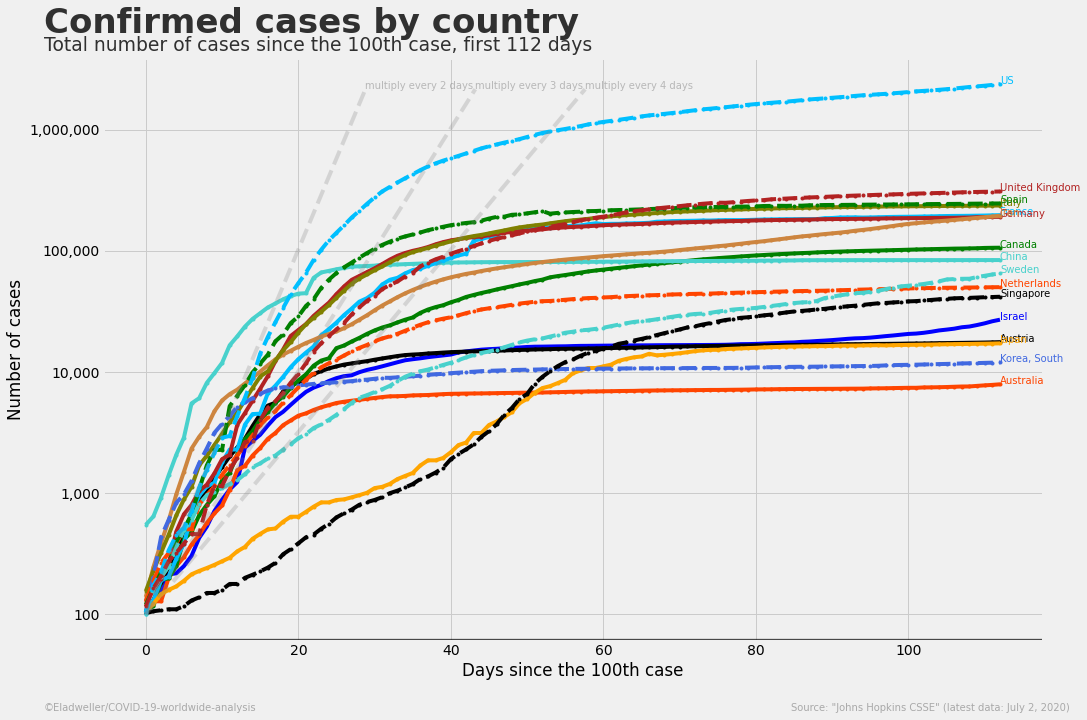 Confirmed cases by country
Total number of cases since the 100th case, first 112 days
multiply every 2 days multiply every 3 days multiply every 4 days
US
1,000,000
United Kingdom
Spain
Italy
Germany
100,000
Canada
China
Sweden
Netherlands
Singapore
Israel
Austria
10,000
Korea, South
Australia
1,000
100
0 20 40 60 80 100
Number of cases
Days since the 100th case
©Eladweller/COVID-19-worldwide-analysis
Source: "Johns Hopkins CSSE" (latest data: July 2, 2020)